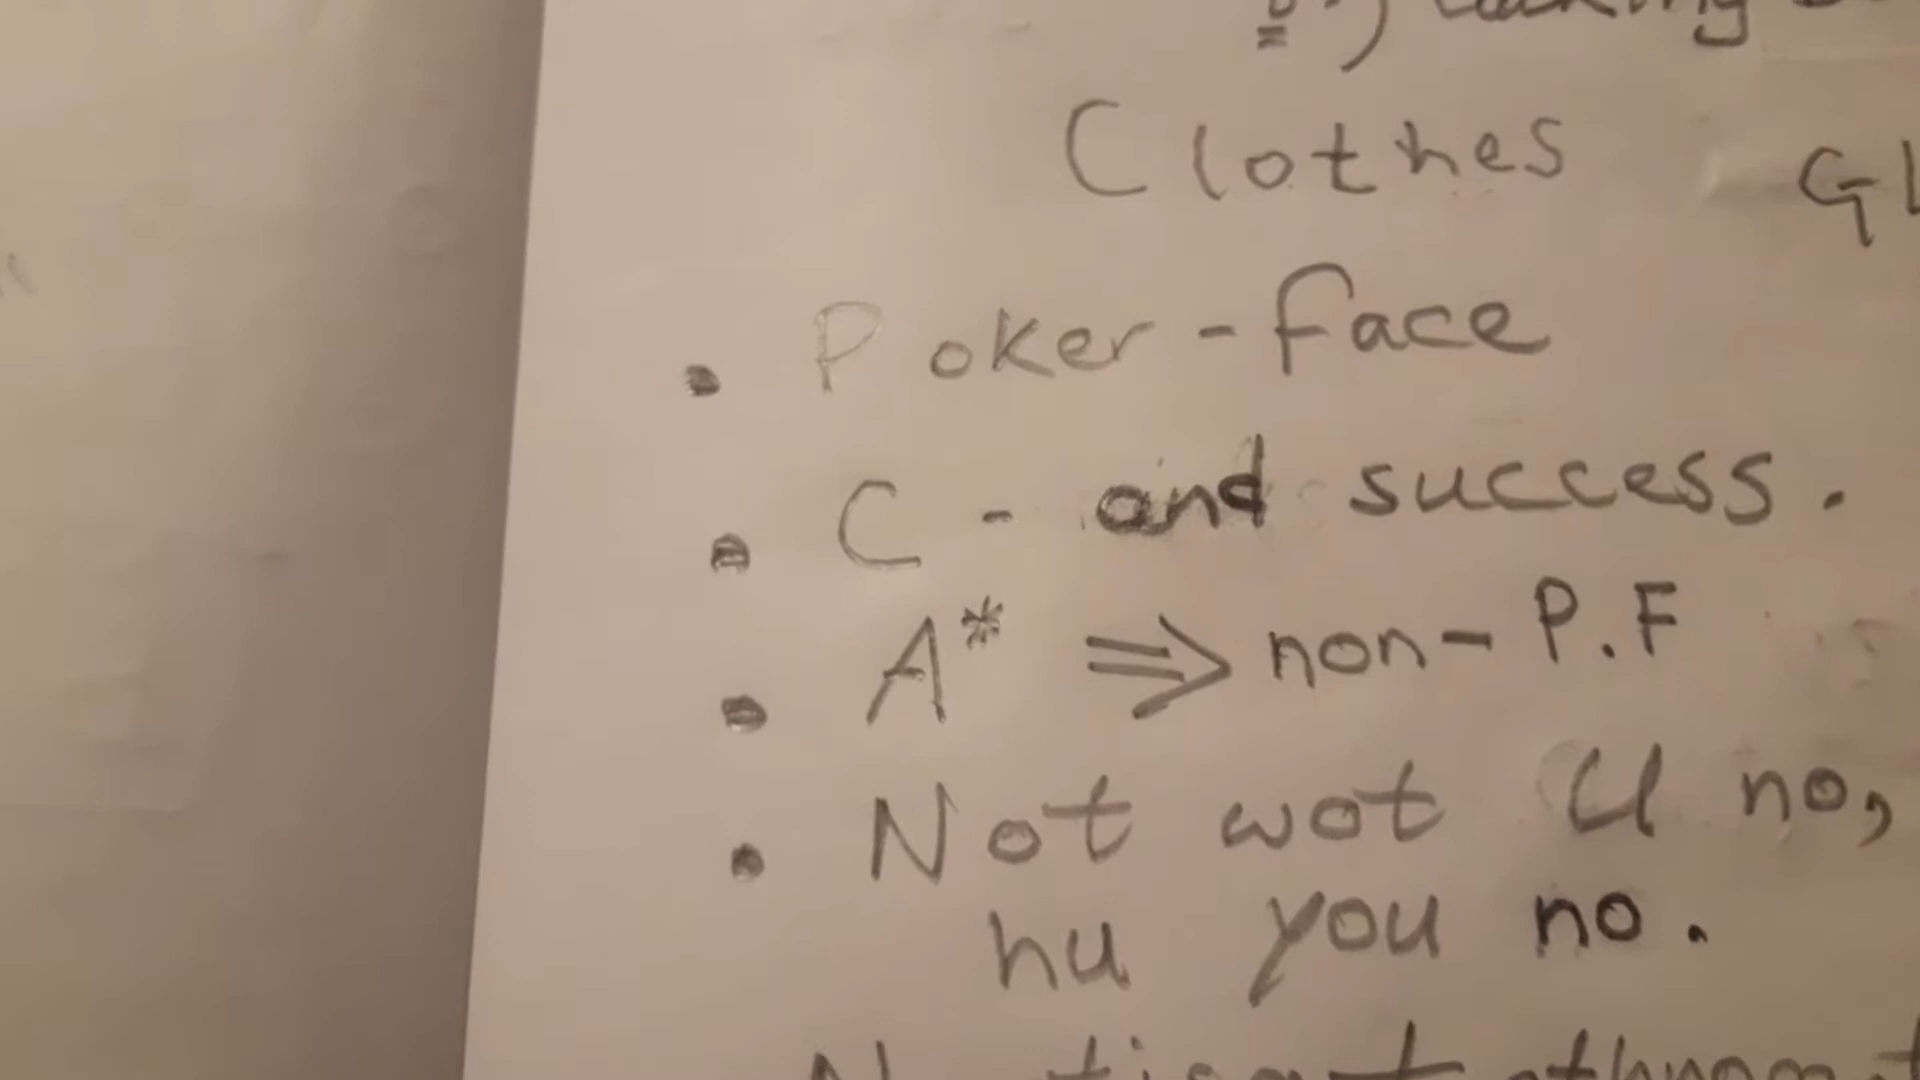 Clothes
• Poker-face
• C - and success.
• A* ⇒ non- P.F
• Not wot U no,
hu you no.